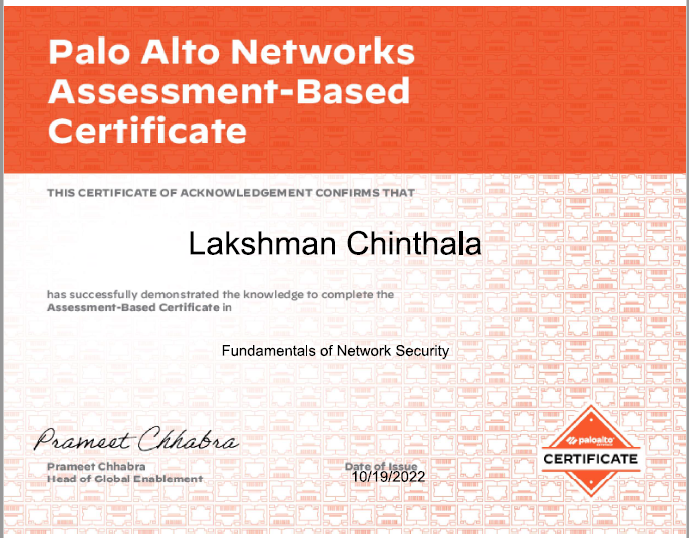 Palo Alto Networks
Assessment-Based
Certificate
THIS CERTIFICATE OF ACKNOWLEDGEMENT CONFIRMS THAT
Lakshman Chinthala
has successfully demonstrated the knowledge to complete the
Assessment-Based Certificate in
Fundamentals of Network Security
Prameet Chhabra
Prameet Chhabra
Head of Global Enablement
Date of Issue
10/19/2022
paloalto
CERTIFICATE